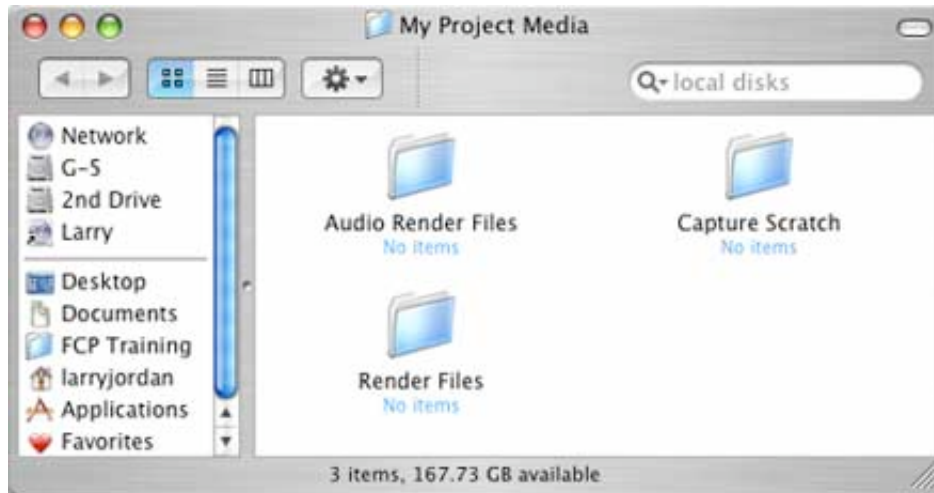 My Project Media
local disks
Network
G-5
2nd Drive
Larry
Desktop
Documents
FCP Training
larryjordan
Applications
Favorites
Audio Render Files
No items
Capture Scratch
No items
Render Files
No items
3 items, 167.73 GB available